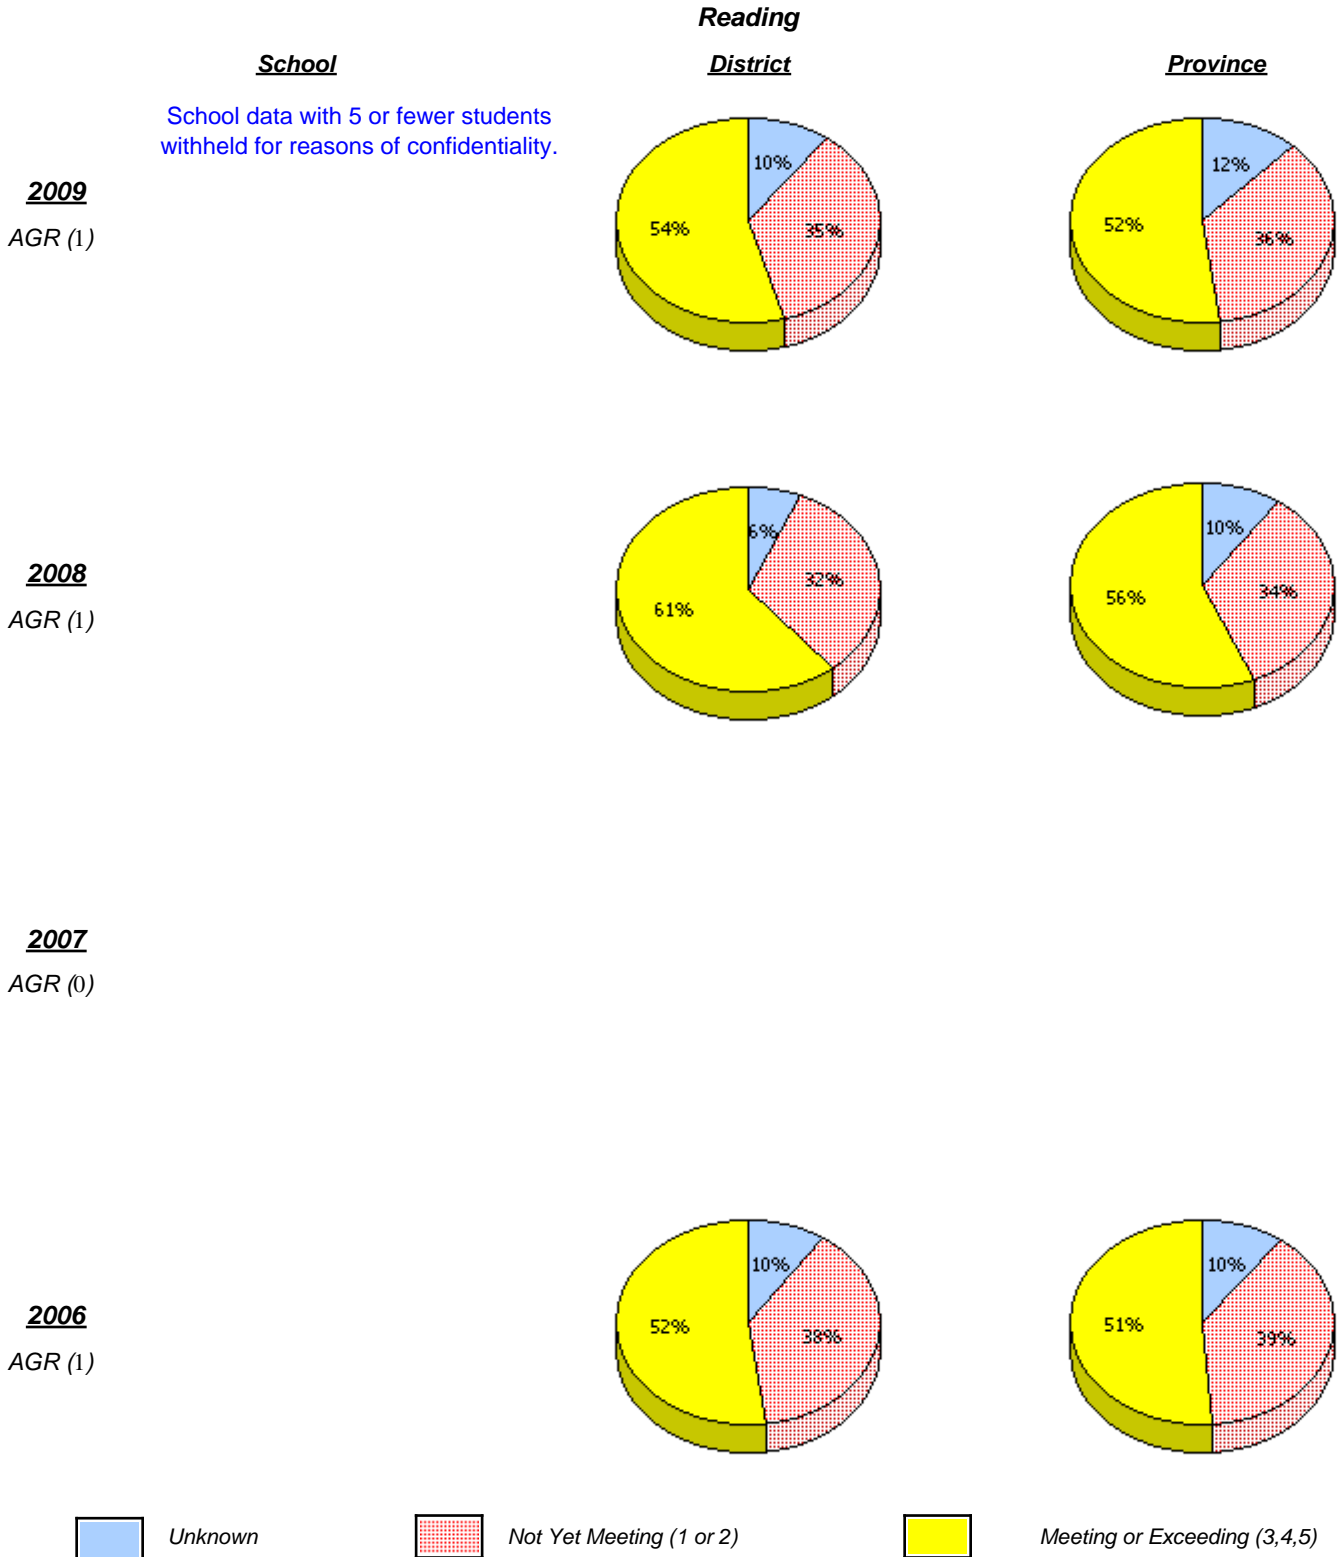 Reading
School District Province
School data with 5 or fewer students
withheld for reasons of confidentiality.
2009
AGR (1)
10%
35%
54%
12%
36%
52%
2008
AGR (1)
6%
32%
61%
10%
34%
56%
2007
AGR (0)
2006
AGR (1)
10%
38%
52%
10%
39%
51%
Unknown Not Yet Meeting (1 or 2) Meeting or Exceeding (3,4,5)